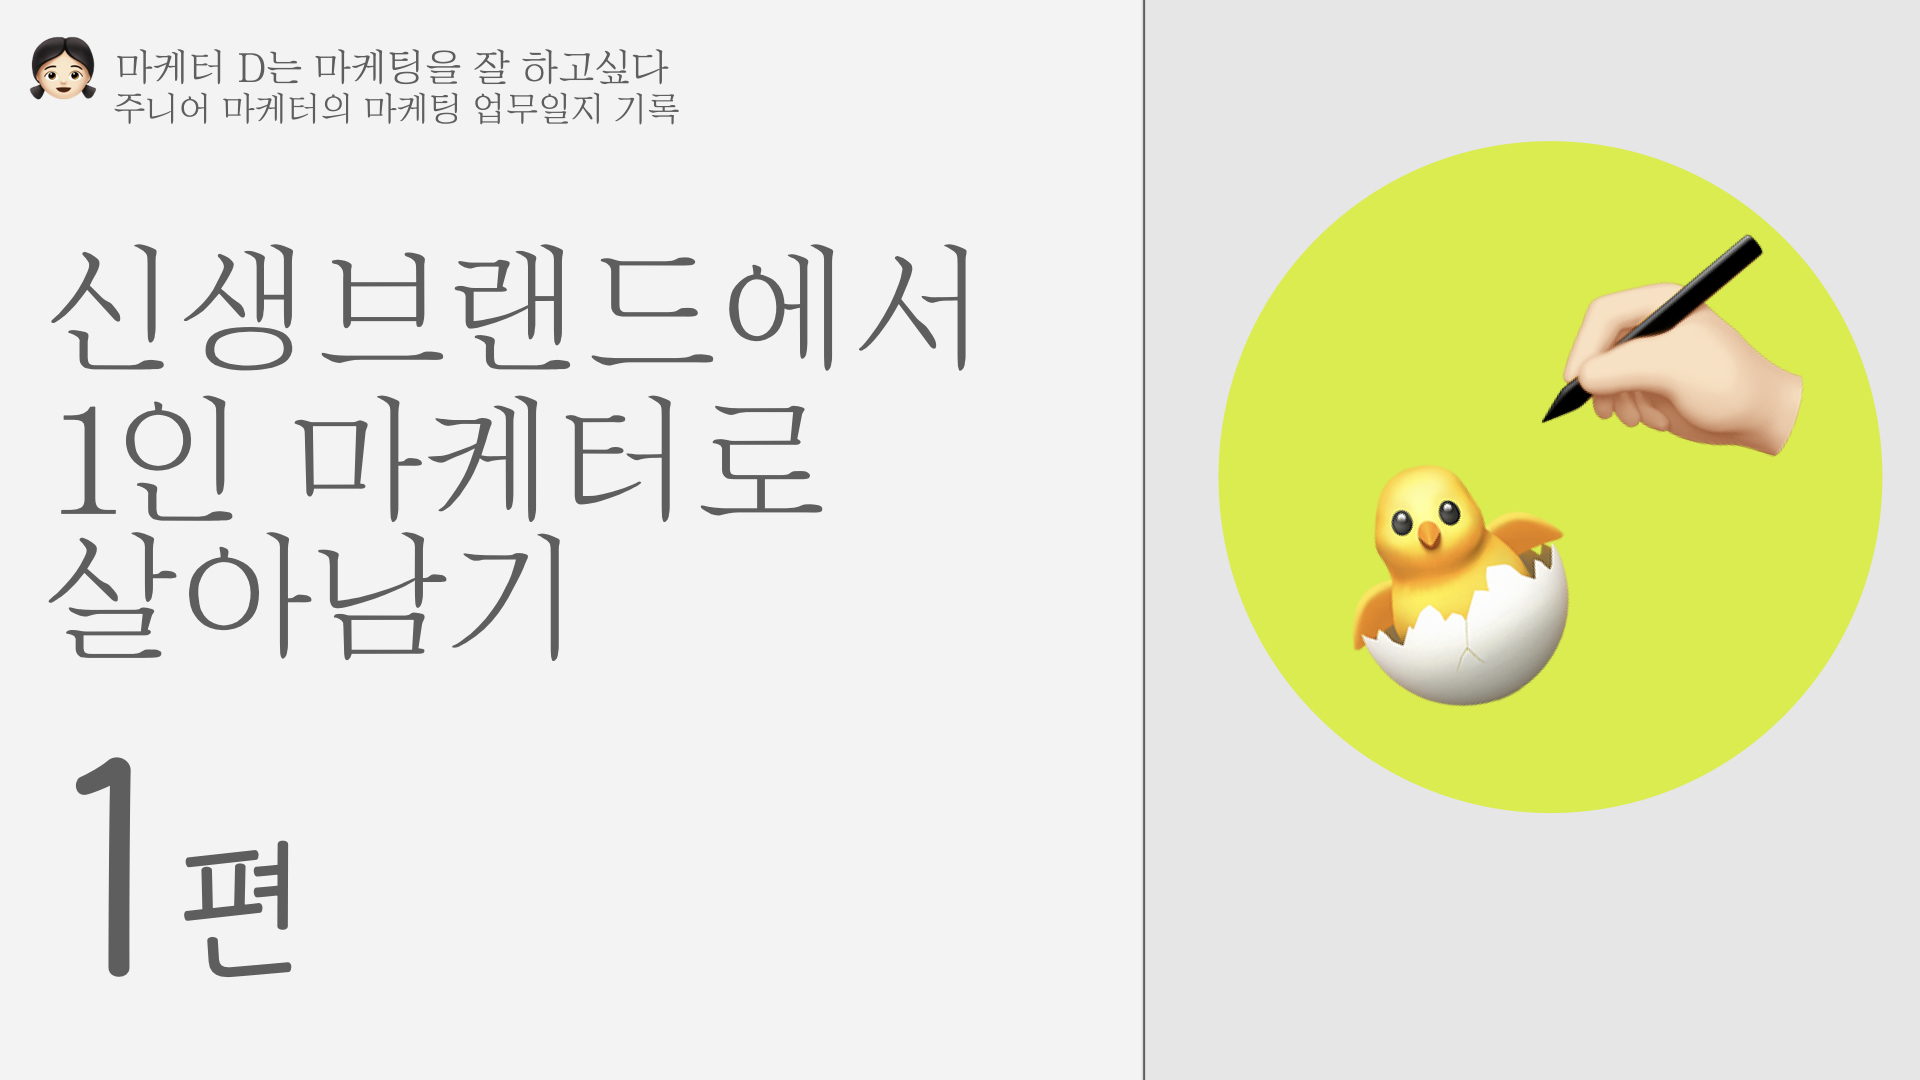 마케터 D는 마케팅을 잘 하고싶다
주니어 마케터의 마케팅 업무일지 기록
신생브랜드에서
1인 마케터로
살아남기
1편